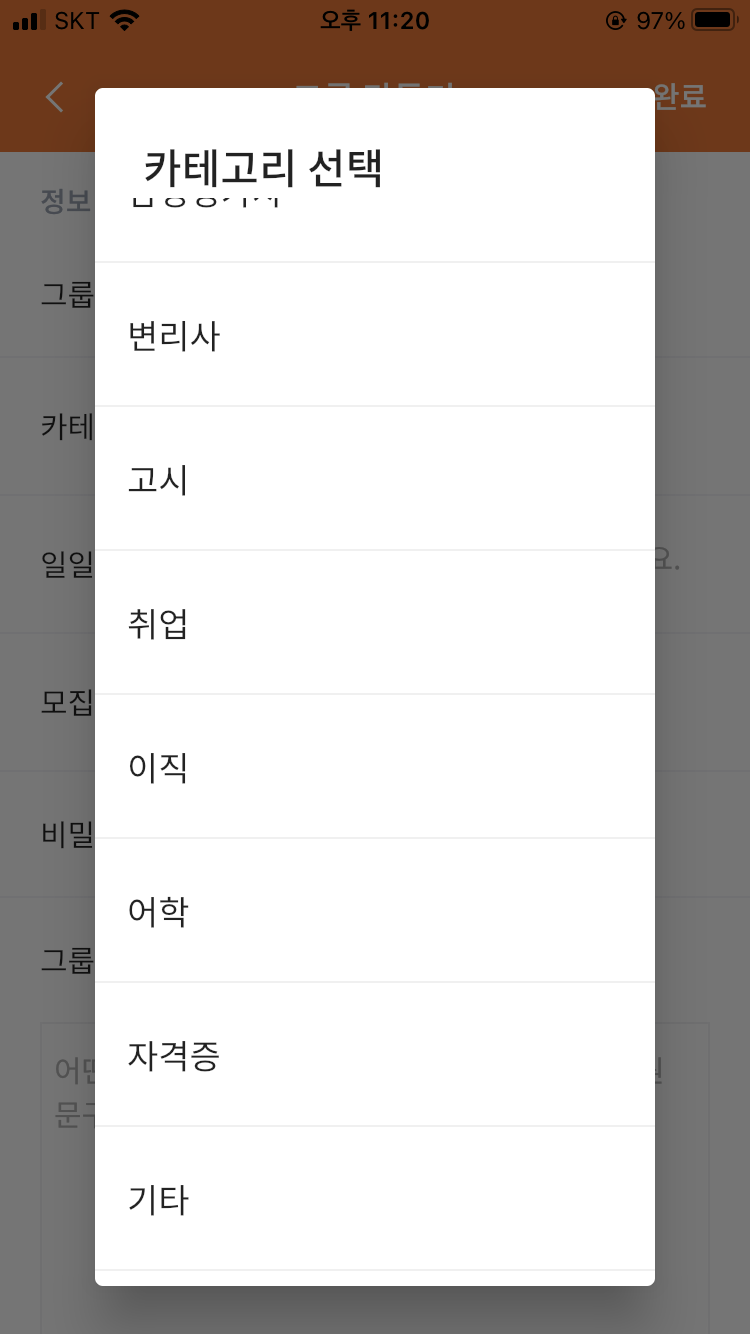 SKT
오후 11:20
97%
완료
카테고리 선택
정보
그룹
변리사
카테
고시
일일
요.
취업
모집
이직
비밀
어학
그룹
자격증
문구
기타